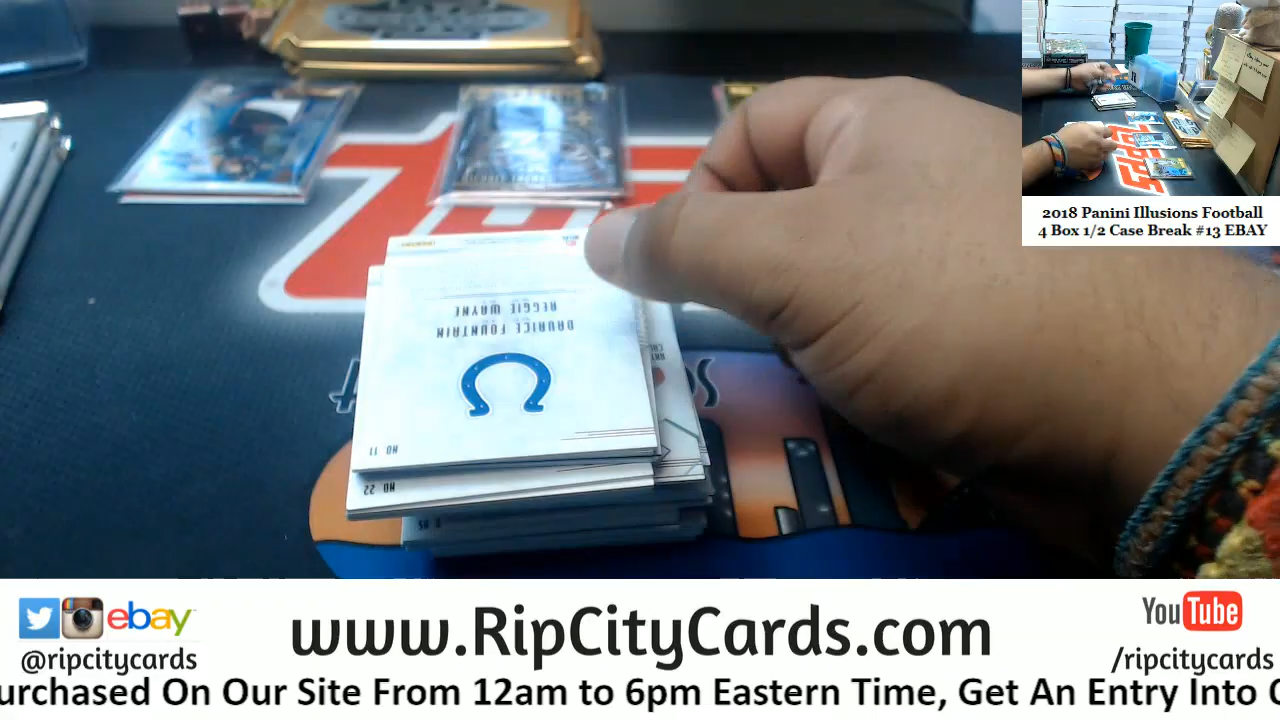 2018 Panini Illusions Football
4 Box 1/2 Case Break #13 EBAY
REGGIE WAYNE
DAURICE FOUNTAIN
NO 11
NO 22
ebay
www.RipCityCards.com
YouTube
@ripcitycards
/ripcitycards
urchased On Our Site From 12am to 6pm Eastern Time, Get An Entry Into